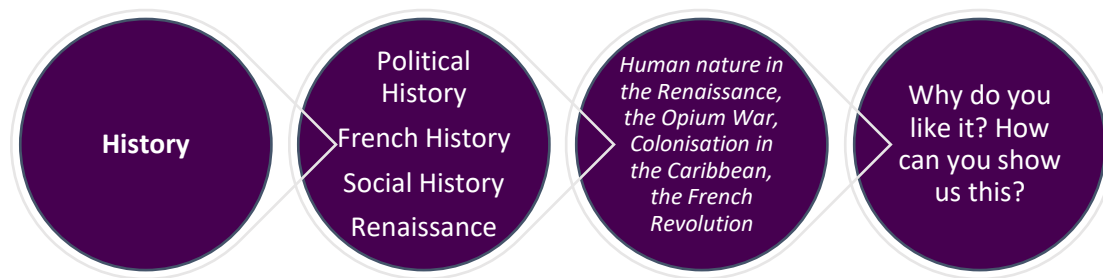 History
Political
History
French History
Social History
Renaissance
Human nature in
the Renaissance,
the Opium War,
Colonisation in
the Caribbean,
the French
Revolution
Why do you
like it? How
can you show
us this?